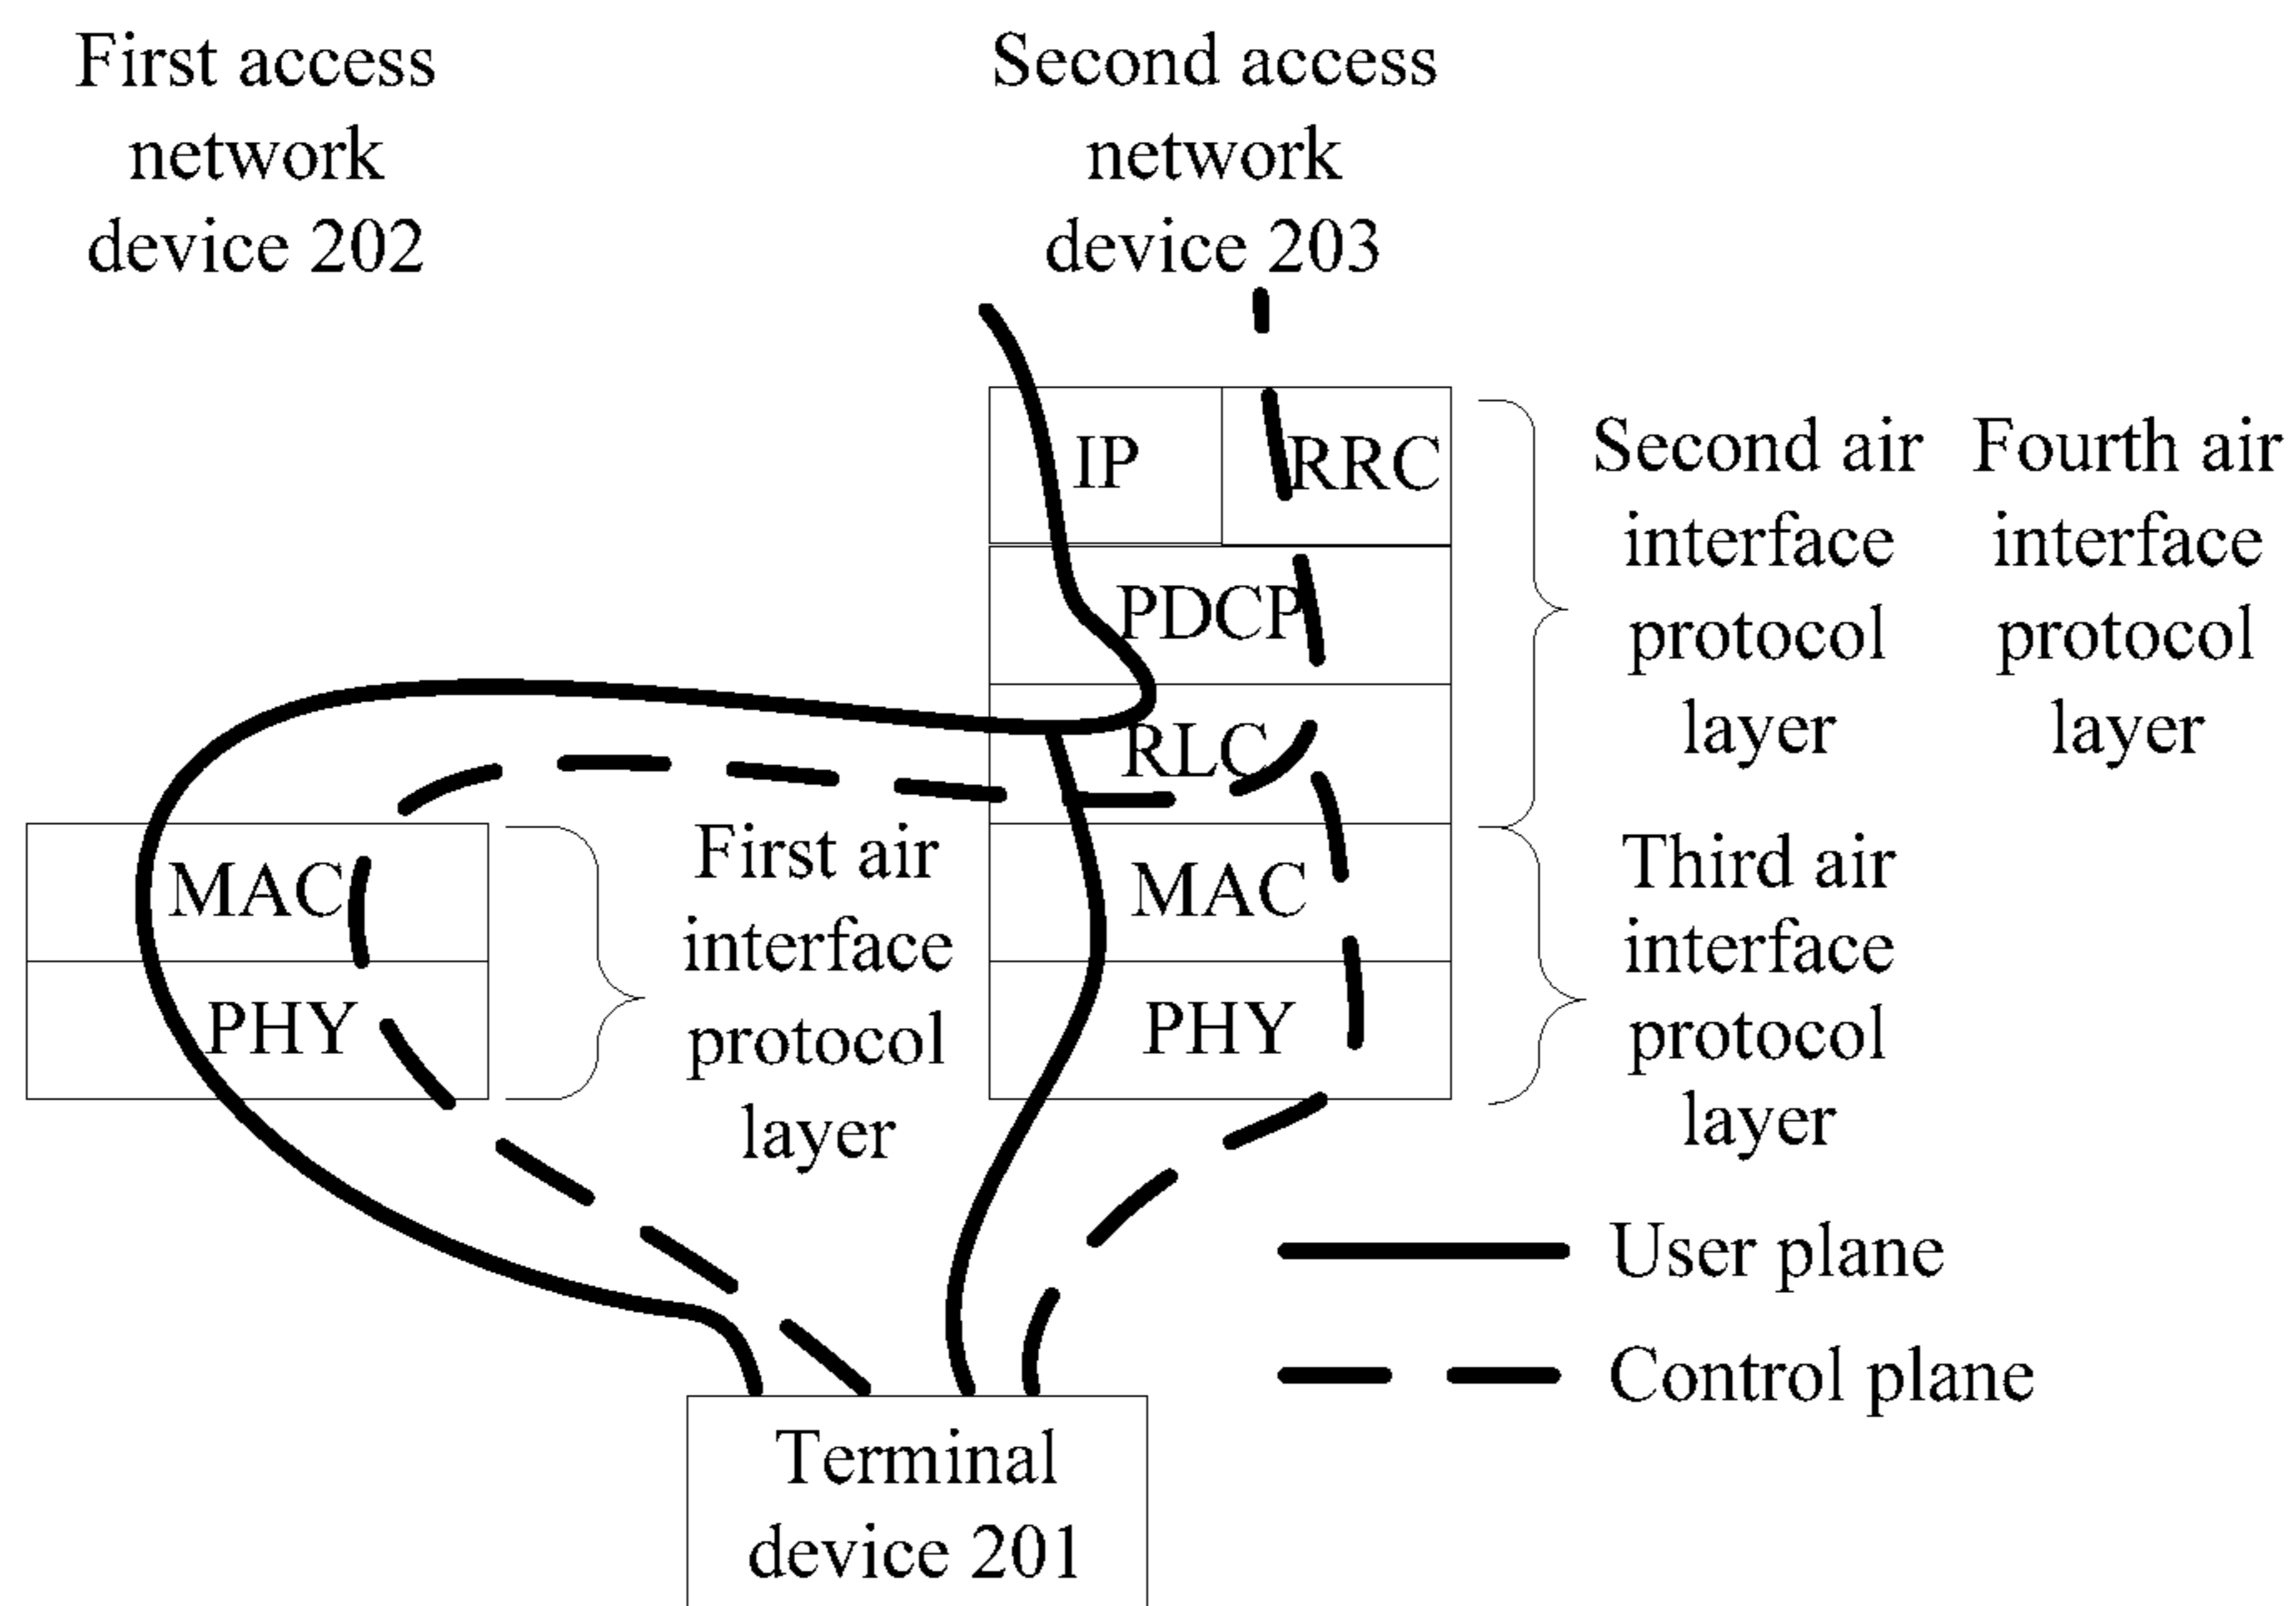 First access
network
device 202
Second access
network
device 203
IP
RRC
PDCP
RLC
MAC
PHY
Second air
interface
protocol
layer
Fourth air
interface
protocol
layer
MAC
PHY
First air
interface
protocol
layer
Third air
interface
protocol
layer
User plane
Control plane
Terminal
device 201